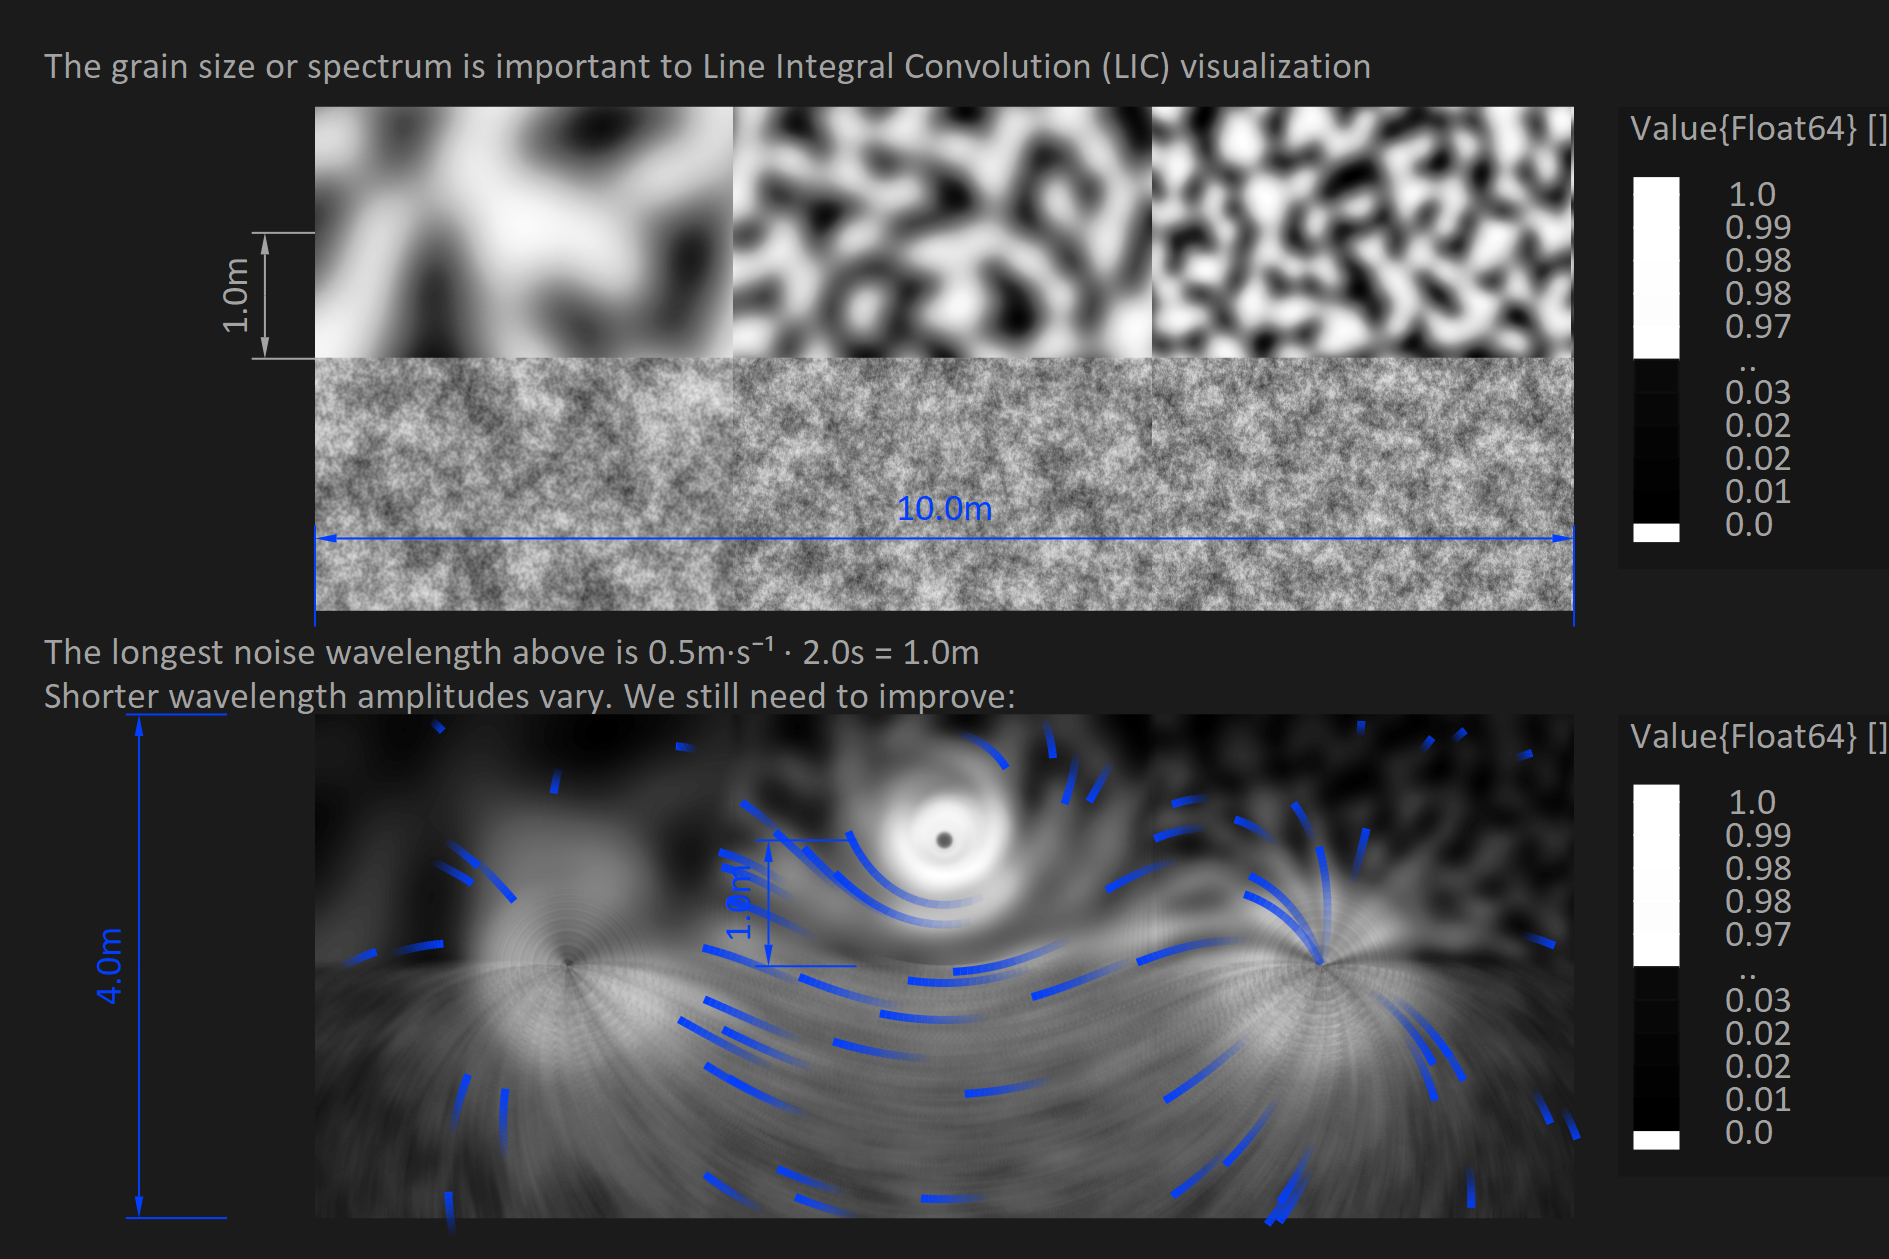 The grain size or spectrum is important to Line Integral Convolution (LIC) visualization
Value{Float64} []
1.0
0.99
0.98
0.98
0.97
..
0.03
0.02
0.02
0.01
0.0
1.0m
10.0m
The longest noise wavelength above is 0.5m∙s⁻¹ ∙ 2.0s = 1.0m
Shorter wavelength amplitudes vary. We still need to improve:
Value{Float64} []
1.0
0.99
0.98
0.98
0.97
..
0.03
0.02
0.02
0.01
0.0
4.0m
1.0m